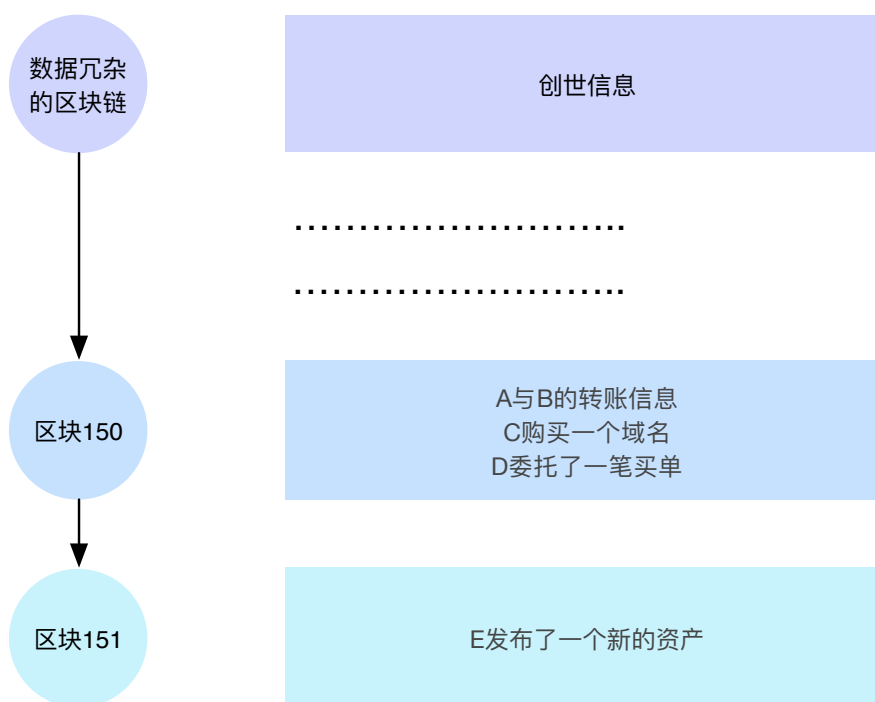 数据冗杂
的区块链
创世信息
………………………...
………………………..
区块150
A与B的转账信息
C购买一个域名
D委托了一笔买单
区块151
E发布了一个新的资产